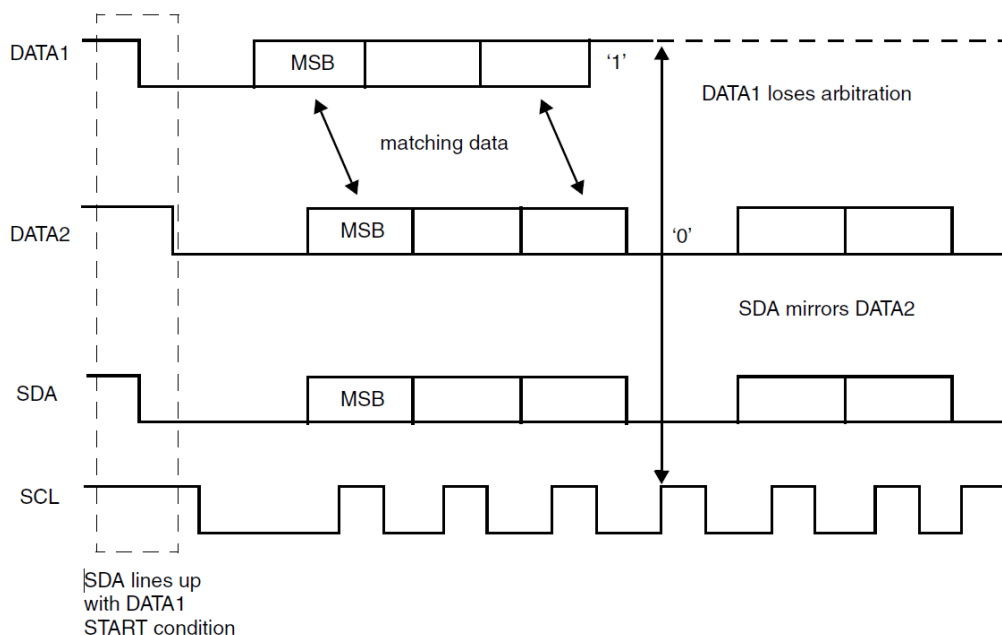 DATA1
MSB
‘1’
DATA1 loses arbitration
matching data
DATA2
MSB
‘0’
SDA mirrors DATA2
SDA
MSB
SCL
SDA lines up
with DATA1
START condition